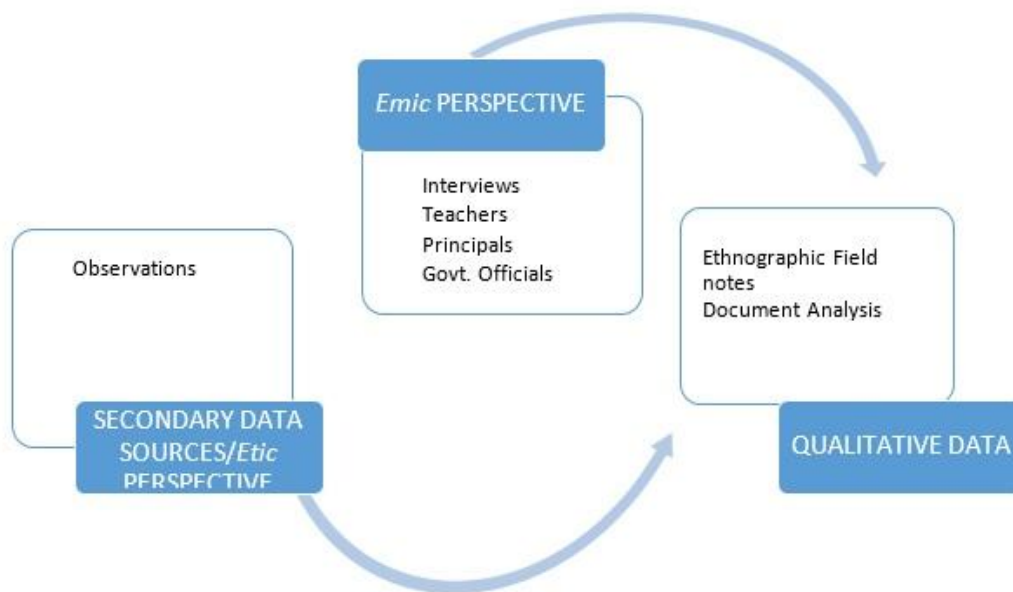 Emic PERSPECTIVE
Interviews
Teachers
Principals
Govt. Officials
Observations
SECONDARY DATA
SOURCES/Etic
PERSPECTIVE
Ethnographic Field
notes
Document Analysis
QUALITATIVE DATA